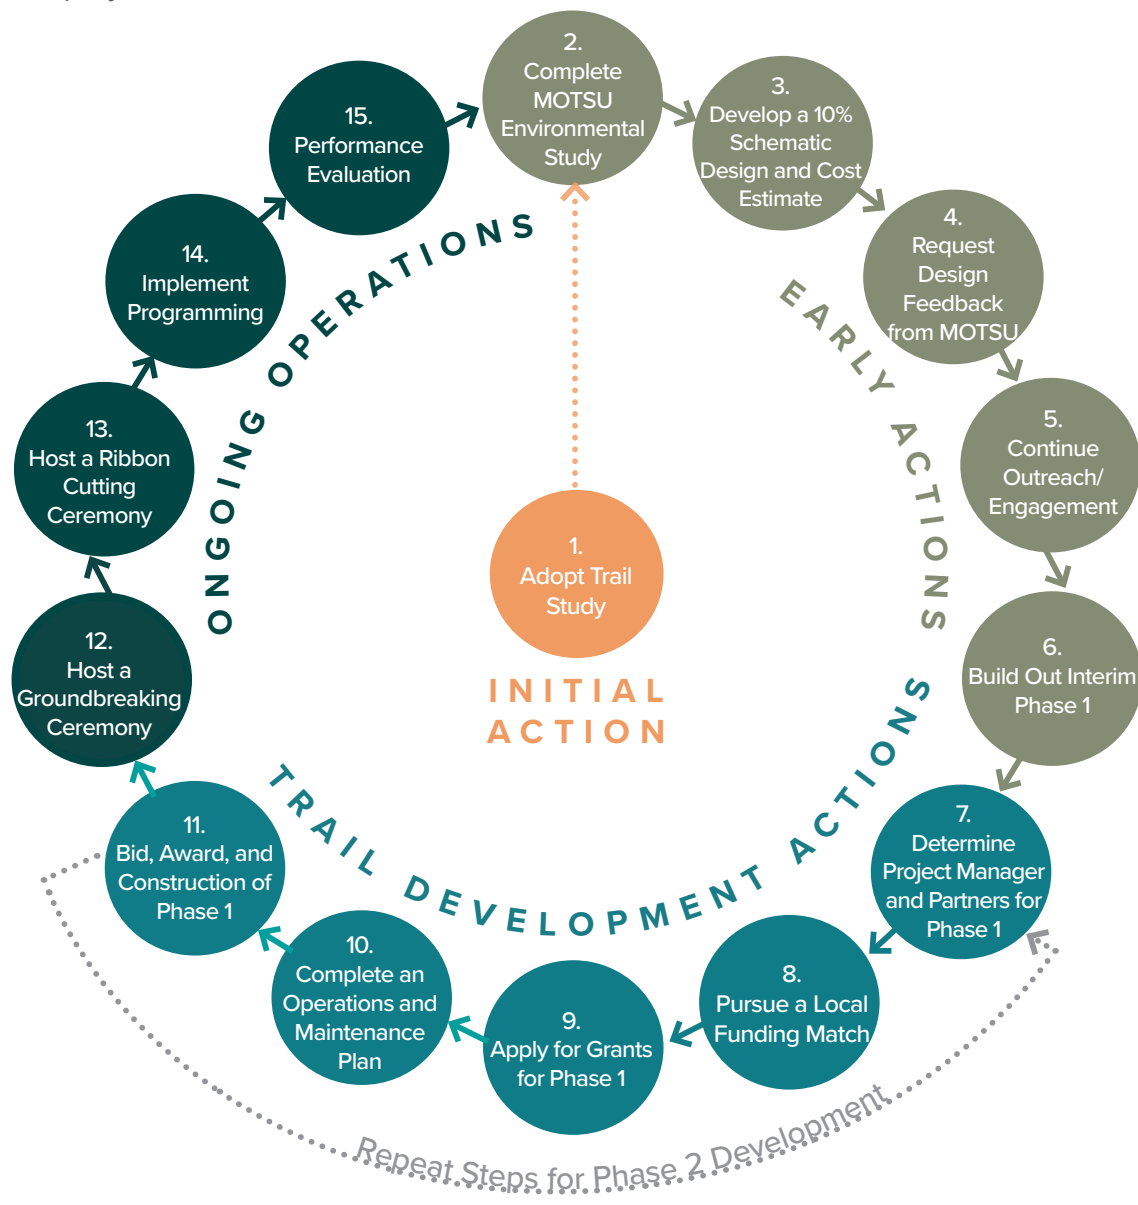 1.
Adopt Trail
Study
INITIAL
ACTION
2.
Complete
MOTSU
Environmental
Study
3.
Develop a 10%
Schematic
Design and Cost
Estimate
4.
Request
Design
Feedback
from MOTSU
5.
Continue
Outreach/
Engagement
6.
Build Out Interim
Phase 1
EARLY ACTIONS
7.
Determine
Project Manager
and Partners for
Phase 1
8.
Pursue a Local
Funding Match
9.
Apply for Grants
for Phase 1
10.
Complete an
Operations and
Maintenance
Plan
11.
Bid, Award, and
Construction of
Phase 1
TRAIL DEVELOPMENT ACTIONS
Repeat Steps for Phase 2 Development
12.
Host a
Groundbreaking
Ceremony
13.
Host a Ribbon
Cutting
Ceremony
14.
Implement
Programming
15.
Performance
Evaluation
ONGOING OPERATIONS